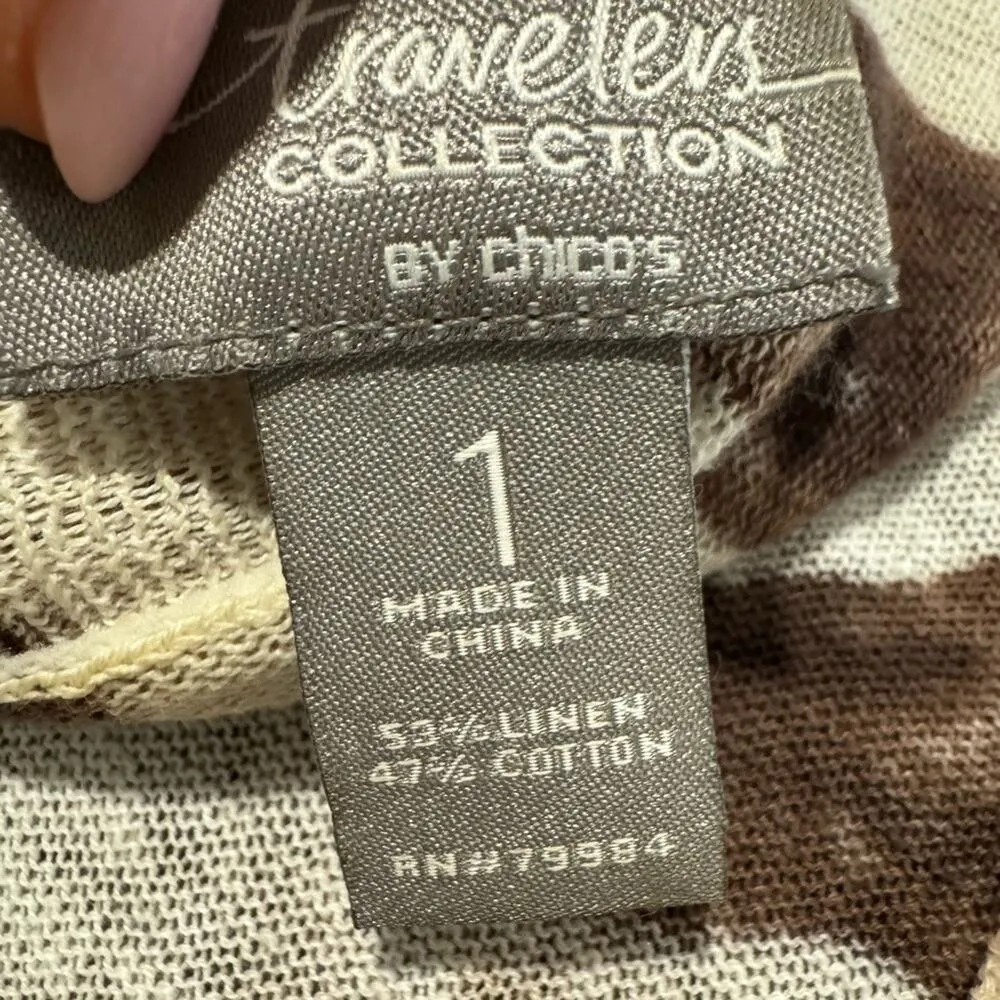 travelers
COLLECTION
BY chico's
1
MADE IN
CHINA
53% LINEN
47% COTTON
RN#79984